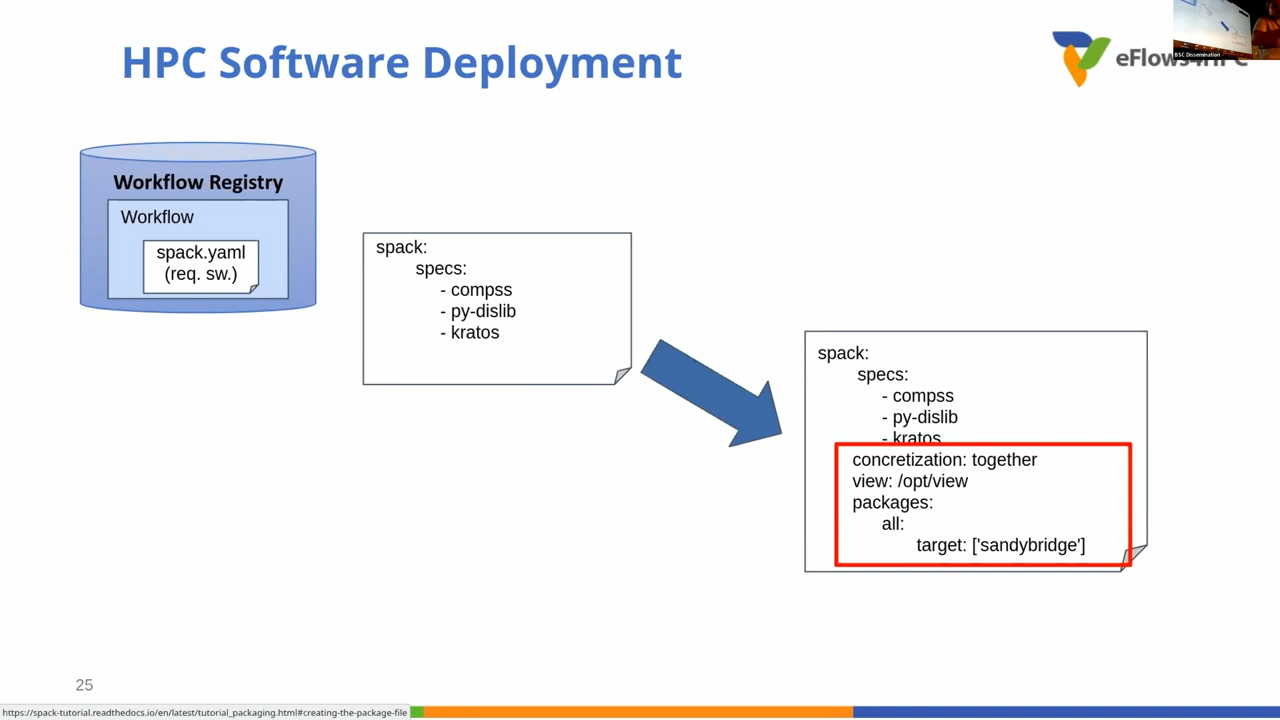 HPC Software Deployment
eFlows4HPC
BSC Dissemination
Workflow Registry
Workflow
spack.yaml
(req. sw.)
spack:
specs:
- compss
- py-dislib
- kratos
spack:
specs:
- compss
- py-dislib
- kratos
concretization: together
view: /opt/view
packages:
all:
target: ['sandybridge']
25
https://spack-tutorial.readthedocs.io/en/latest/tutorial_packaging.html#creating-the-package-file